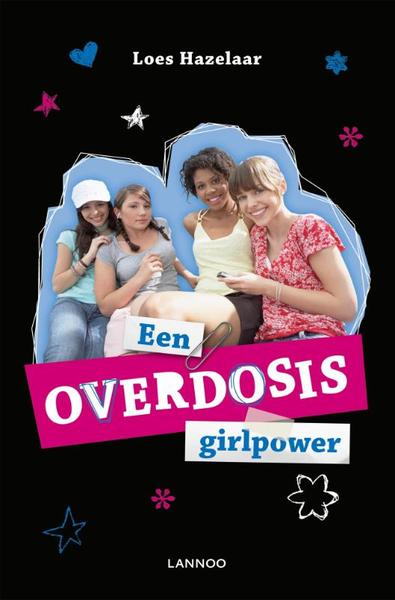 Loes Hazelaar
Een
OVERDOSIS
girlpower
LANNOO